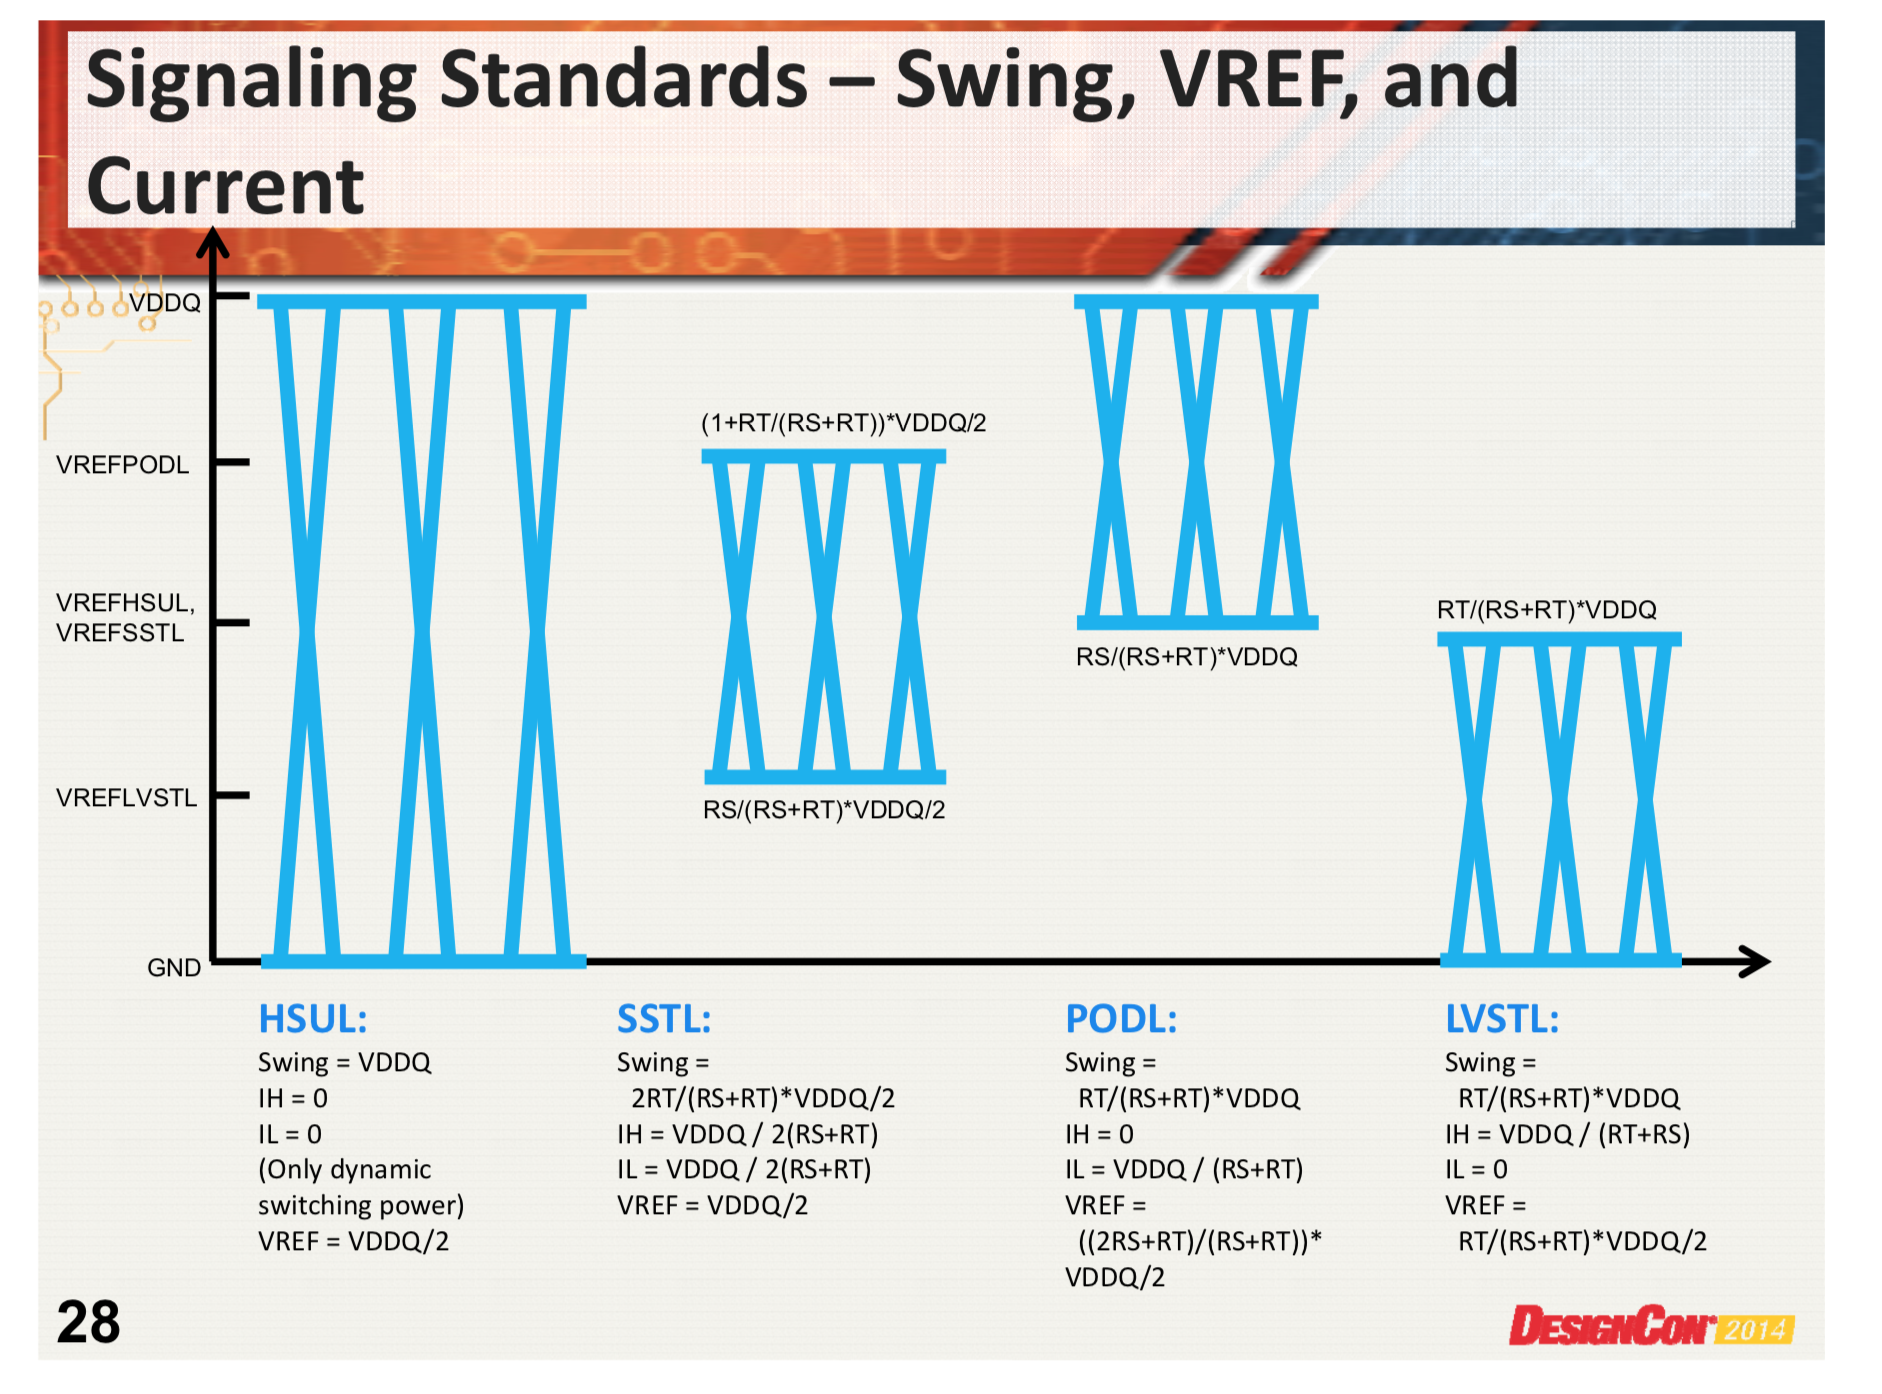 Signaling Standards – Swing, VREF, and
Current
VDDQ
VREFPODL
VREFHSUL,
VREFSSTL
VREFLVSTL
GND
(1+RT/(RS+RT))*VDDQ/2
RS/(RS+RT)*VDDQ/2
RS/(RS+RT)*VDDQ
RT/(RS+RT)*VDDQ
HSUL:
Swing = VDDQ
IH = 0
IL = 0
(Only dynamic
switching power)
VREF = VDDQ/2
SSTL:
Swing =
2RT/(RS+RT)*VDDQ/2
IH = VDDQ / 2(RS+RT)
IL = VDDQ / 2(RS+RT)
VREF = VDDQ/2
PODL:
Swing =
RT/(RS+RT)*VDDQ
IH = 0
IL = VDDQ / (RS+RT)
VREF =
((2RS+RT)/(RS+RT))*
VDDQ/2
LVSTL:
Swing =
RT/(RS+RT)*VDDQ
IH = VDDQ / (RT+RS)
IL = 0
VREF =
RT/(RS+RT)*VDDQ/2
28
DESIGNCON® 2014